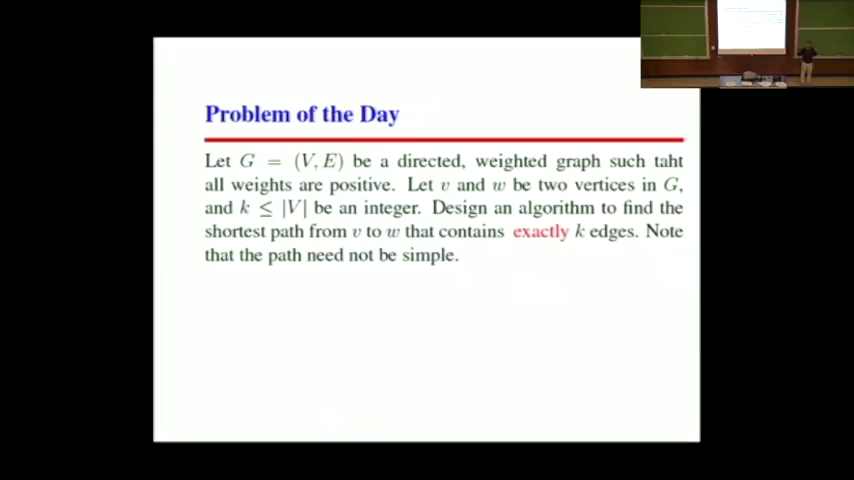 Problem of the Day
Let G = (V, E) be a directed, weighted graph such taht
all weights are positive. Let v and w be two vertices in G,
and k ≤ |V| be an integer. Design an algorithm to find the
shortest path from v to w that contains exactly k edges. Note
that the path need not be simple.